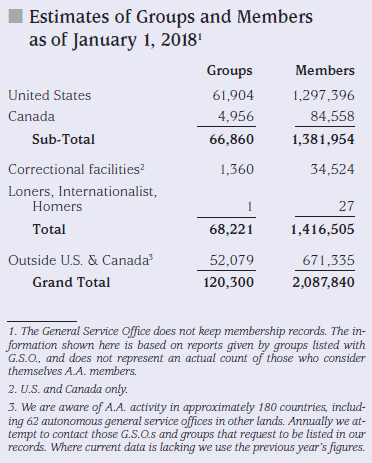 Estimates of Groups and Members
as of January 1, 2018¹
Groups Members
United States 61,904 1,297,396
Canada 4,956 84,558
Sub-Total 66,860 1,381,954
Correctional facilities² 1,360 34,524
Loners, Internationalist,
Homers 1 27
Total 68,221 1,416,505
Outside U.S. & Canada³ 52,079 671,335
Grand Total 120,300 2,087,840
1. The General Service Office does not keep membership records. The in-
formation shown here is based on reports given by groups listed with
G.S.O., and does not represent an actual count of those who consider
themselves A.A. members.
2. U.S. and Canada only.
3. We are aware of A.A. activity in approximately 180 countries, includ-
ing 62 autonomous general service offices in other lands. Annually we at-
tempt to contact those G.S.O.s and groups that request to be listed in our
records. Where current data is lacking we use the previous year's figures.